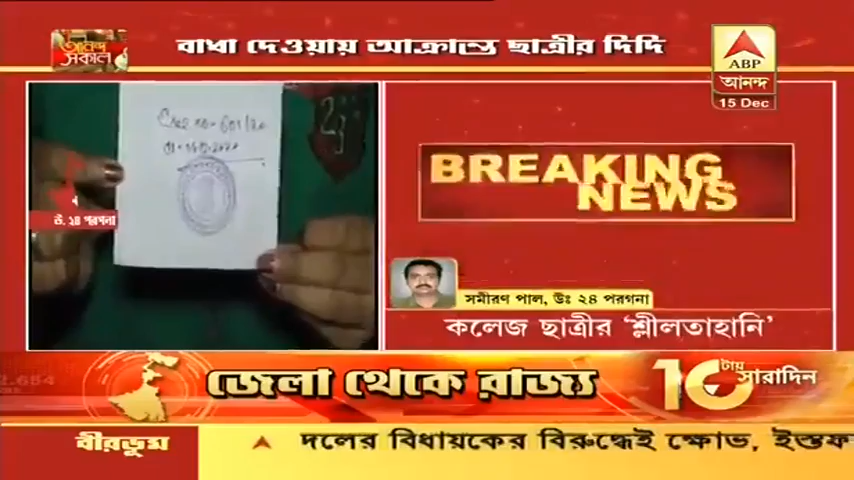 আনন্দ
সকাল
বাধা দেওয়ায় আক্রান্ত ছাত্রীর দিদি
ABP
আনন্দ
15 Dec
উ. ২৪ পরগনা
BREAKING
NEWS
সমীরণ পাল, উঃ ২৪ পরগনা
কলেজ ছাত্রীর ‘শ্লীলতাহানি’
জেলা থেকে রাজ্য
10টায়
সারাদিন
বীরভূম
দলের বিধায়কের বিরুদ্ধেই ক্ষোভ, ইস্তফ